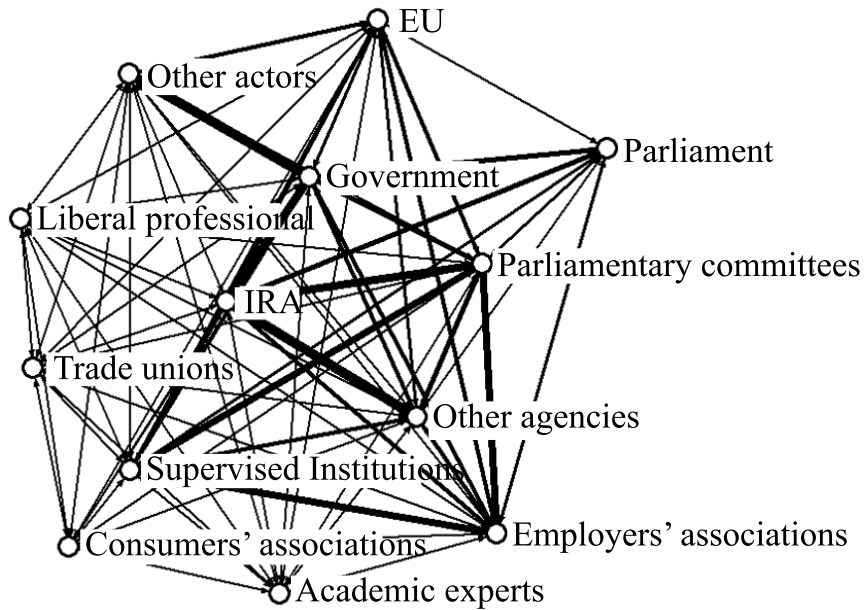 EU
Other actors
Parliament
Government
Liberal professional
Parliamentary committees
IRA
Trade unions
Other agencies
Supervised Institutions
Employers’ associations
Consumers’ associations
Academic experts